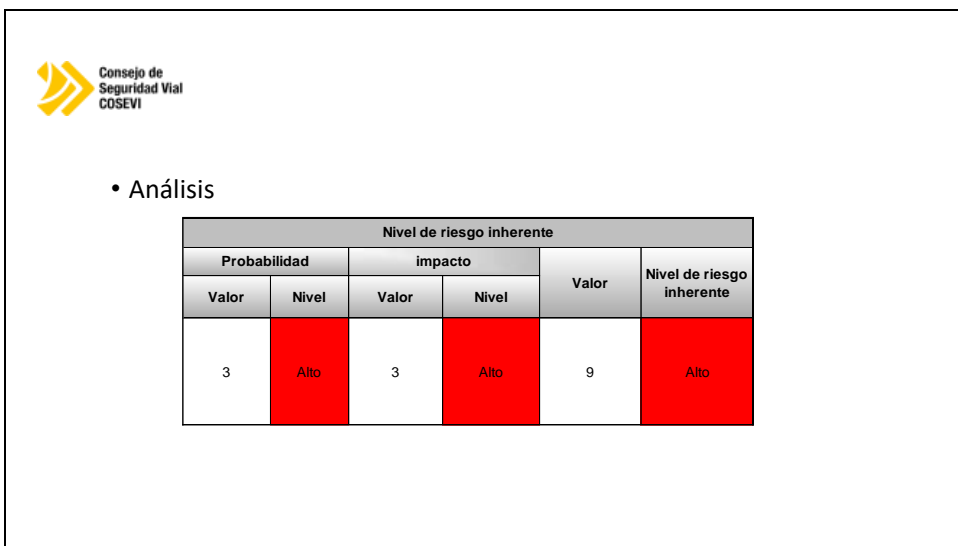 Consejo de
Seguridad Vial
COSEVI
• Análisis
Nivel de riesgo inherente
Probabilidad impacto Valor Nivel de riesgo
inherente
Valor Nivel Valor Nivel
3 Alto 3 Alto 9 Alto